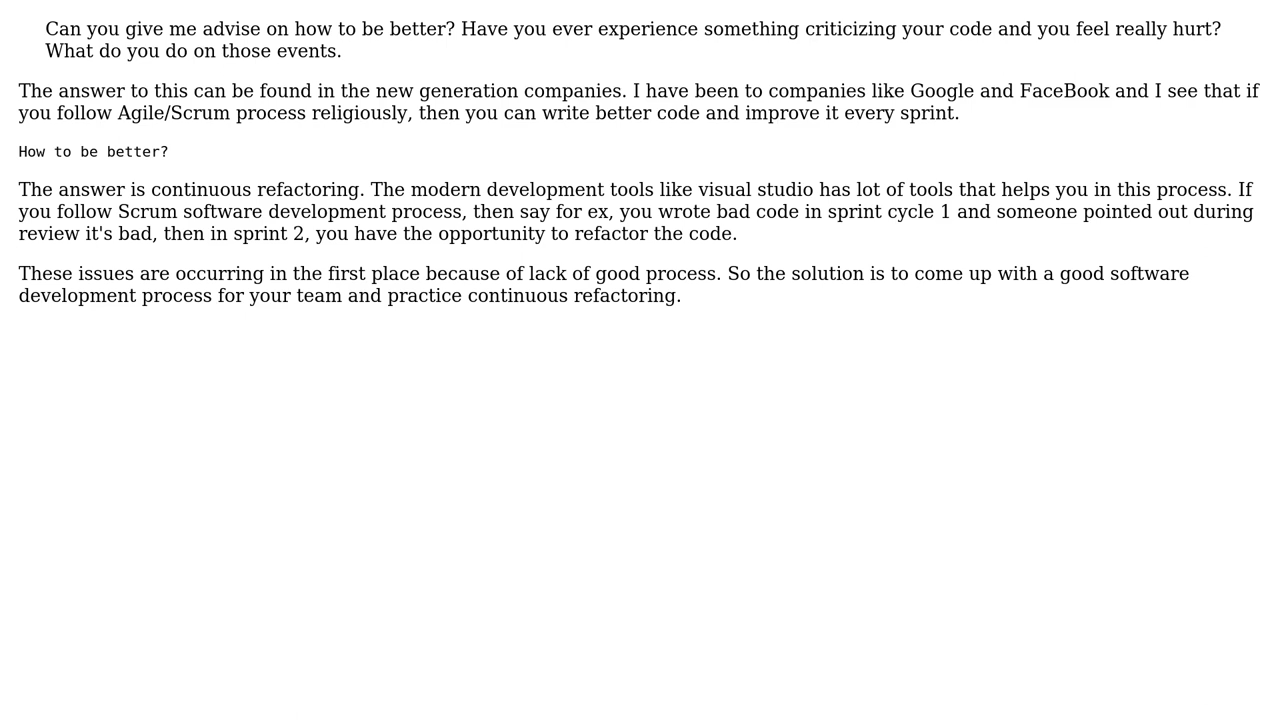 Can you give me advise on how to be better? Have you ever experience something criticizing your code and you feel really hurt?
What do you do on those events.
The answer to this can be found in the new generation companies. I have been to companies like Google and FaceBook and I see that if
you follow Agile/Scrum process religiously, then you can write better code and improve it every sprint.
How to be better?
The answer is continuous refactoring. The modern development tools like visual studio has lot of tools that helps you in this process. If
you follow Scrum software development process, then say for ex, you wrote bad code in sprint cycle 1 and someone pointed out during
review it's bad, then in sprint 2, you have the opportunity to refactor the code.
These issues are occurring in the first place because of lack of good process. So the solution is to come up with a good software
development process for your team and practice continuous refactoring.